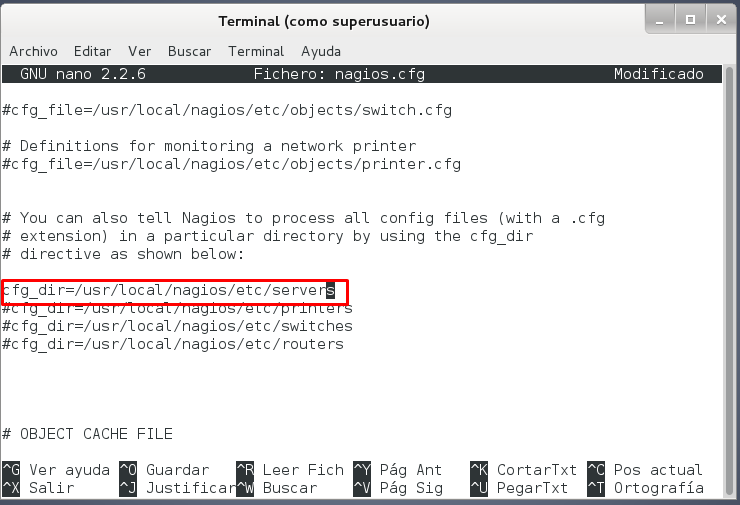 Terminal (como superusuario)
Archivo Editar Ver Buscar Terminal Ayuda
GNU nano 2.2.6 Fichero: nagios.cfg Modificado
#cfg_file=/usr/local/nagios/etc/objects/switch.cfg
# Definitions for monitoring a network printer
#cfg_file=/usr/local/nagios/etc/objects/printer.cfg
# You can also tell Nagios to process all config files (with a .cfg
# extension) in a particular directory by using the cfg_dir
# directive as shown below:
cfg_dir=/usr/local/nagios/etc/servers
#cfg_dir=/usr/local/nagios/etc/printers
#cfg_dir=/usr/local/nagios/etc/switches
#cfg_dir=/usr/local/nagios/etc/routers
# OBJECT CACHE FILE
^G Ver ayuda ^O Guardar ^R Leer Fich ^Y Pág Ant ^K CortarTxt ^C Pos actual
^X Salir ^J Justificar ^W Buscar ^V Pág Sig ^U PegarTxt ^T Ortografía